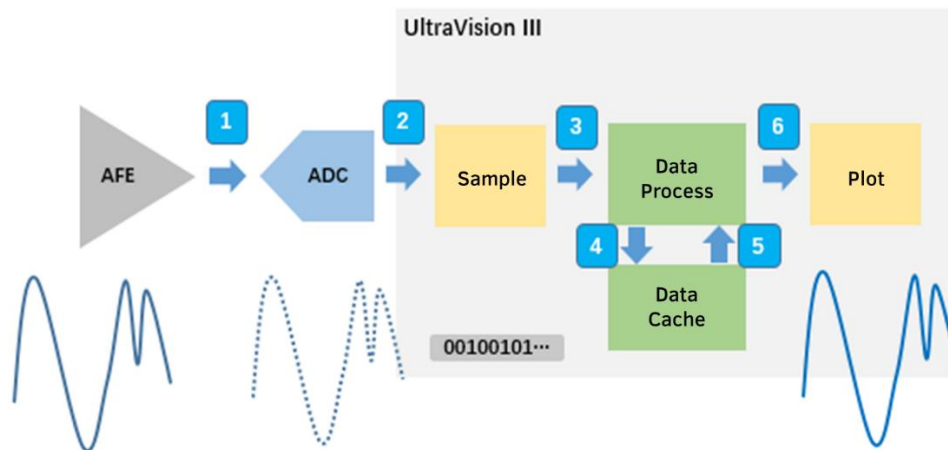 UltraVision III
1
2
3
6
AFE
ADC
Sample
Data
Process
Plot
4
5
Data
Cache
00100101···